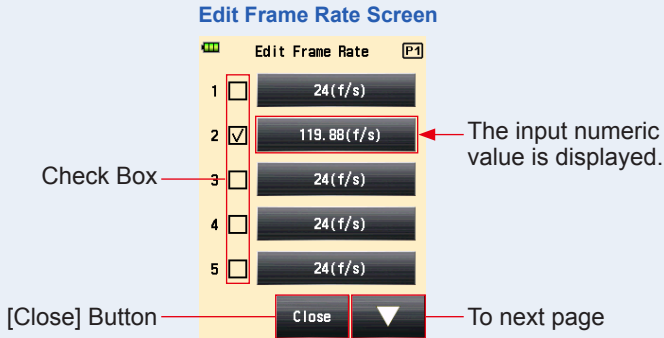 Edit Frame Rate Screen
Edit Frame Rate P1
1 24(f/s)
2 119.88(f/s)
The input numeric
value is displayed.
Check Box
3 24(f/s)
4 24(f/s)
5 24(f/s)
[Close] Button
Close
To next page